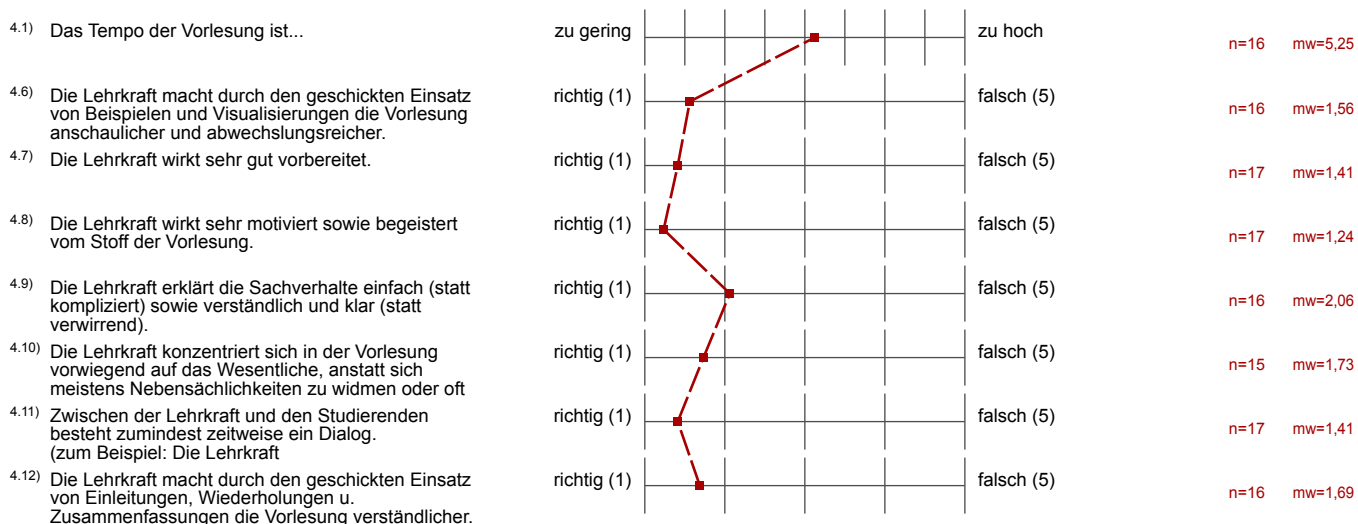 4.1) Das Tempo der Vorlesung ist... zu gering zu hoch n=16 mw=5,25
4.6) Die Lehrkraft macht durch den geschickten Einsatz richtig (1) falsch (5) n=16 mw=1,56
von Beispielen und Visualisierungen die Vorlesung
anschaulicher und abwechslungsreicher.
4.7) Die Lehrkraft wirkt sehr gut vorbereitet. richtig (1) falsch (5) n=17 mw=1,41
4.8) Die Lehrkraft wirkt sehr motiviert sowie begeistert richtig (1) falsch (5) n=17 mw=1,24
vom Stoff der Vorlesung.
4.9) Die Lehrkraft erklärt die Sachverhalte einfach (statt richtig (1) falsch (5) n=16 mw=2,06
kompliziert) sowie verständlich und klar (statt
verwirrend).
4.10) Die Lehrkraft konzentriert sich in der Vorlesung richtig (1) falsch (5) n=15 mw=1,73
vorwiegend auf das Wesentliche, anstatt sich
meistens Nebensächlichkeiten zu widmen oder oft
4.11) Zwischen der Lehrkraft und den Studierenden richtig (1) falsch (5) n=17 mw=1,41
besteht zumindest zeitweise ein Dialog.
(zum Beispiel: Die Lehrkraft
4.12) Die Lehrkraft macht durch den geschickten Einsatz richtig (1) falsch (5) n=16 mw=1,69
von Einleitungen, Wiederholungen u.
Zusammenfassungen die Vorlesung verständlicher.